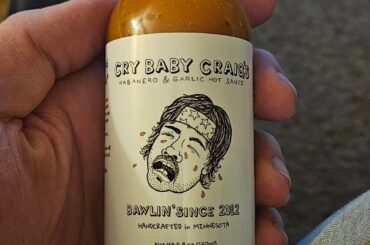 CRY BABY CRAIG'S
HABANERO & GARLIC HOT SAUCE
BAWLIN' SINCE 2012
HANDCRAFTED in MINNESOTA